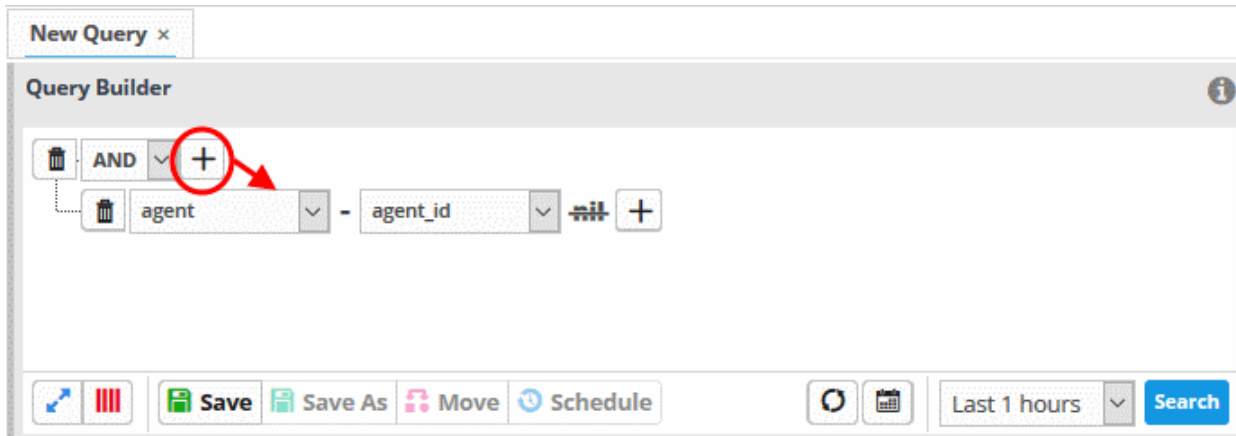 New Query ×
Query Builder
AND
agent - agent_id nil
Save Save As Move Schedule Last 1 hours Search